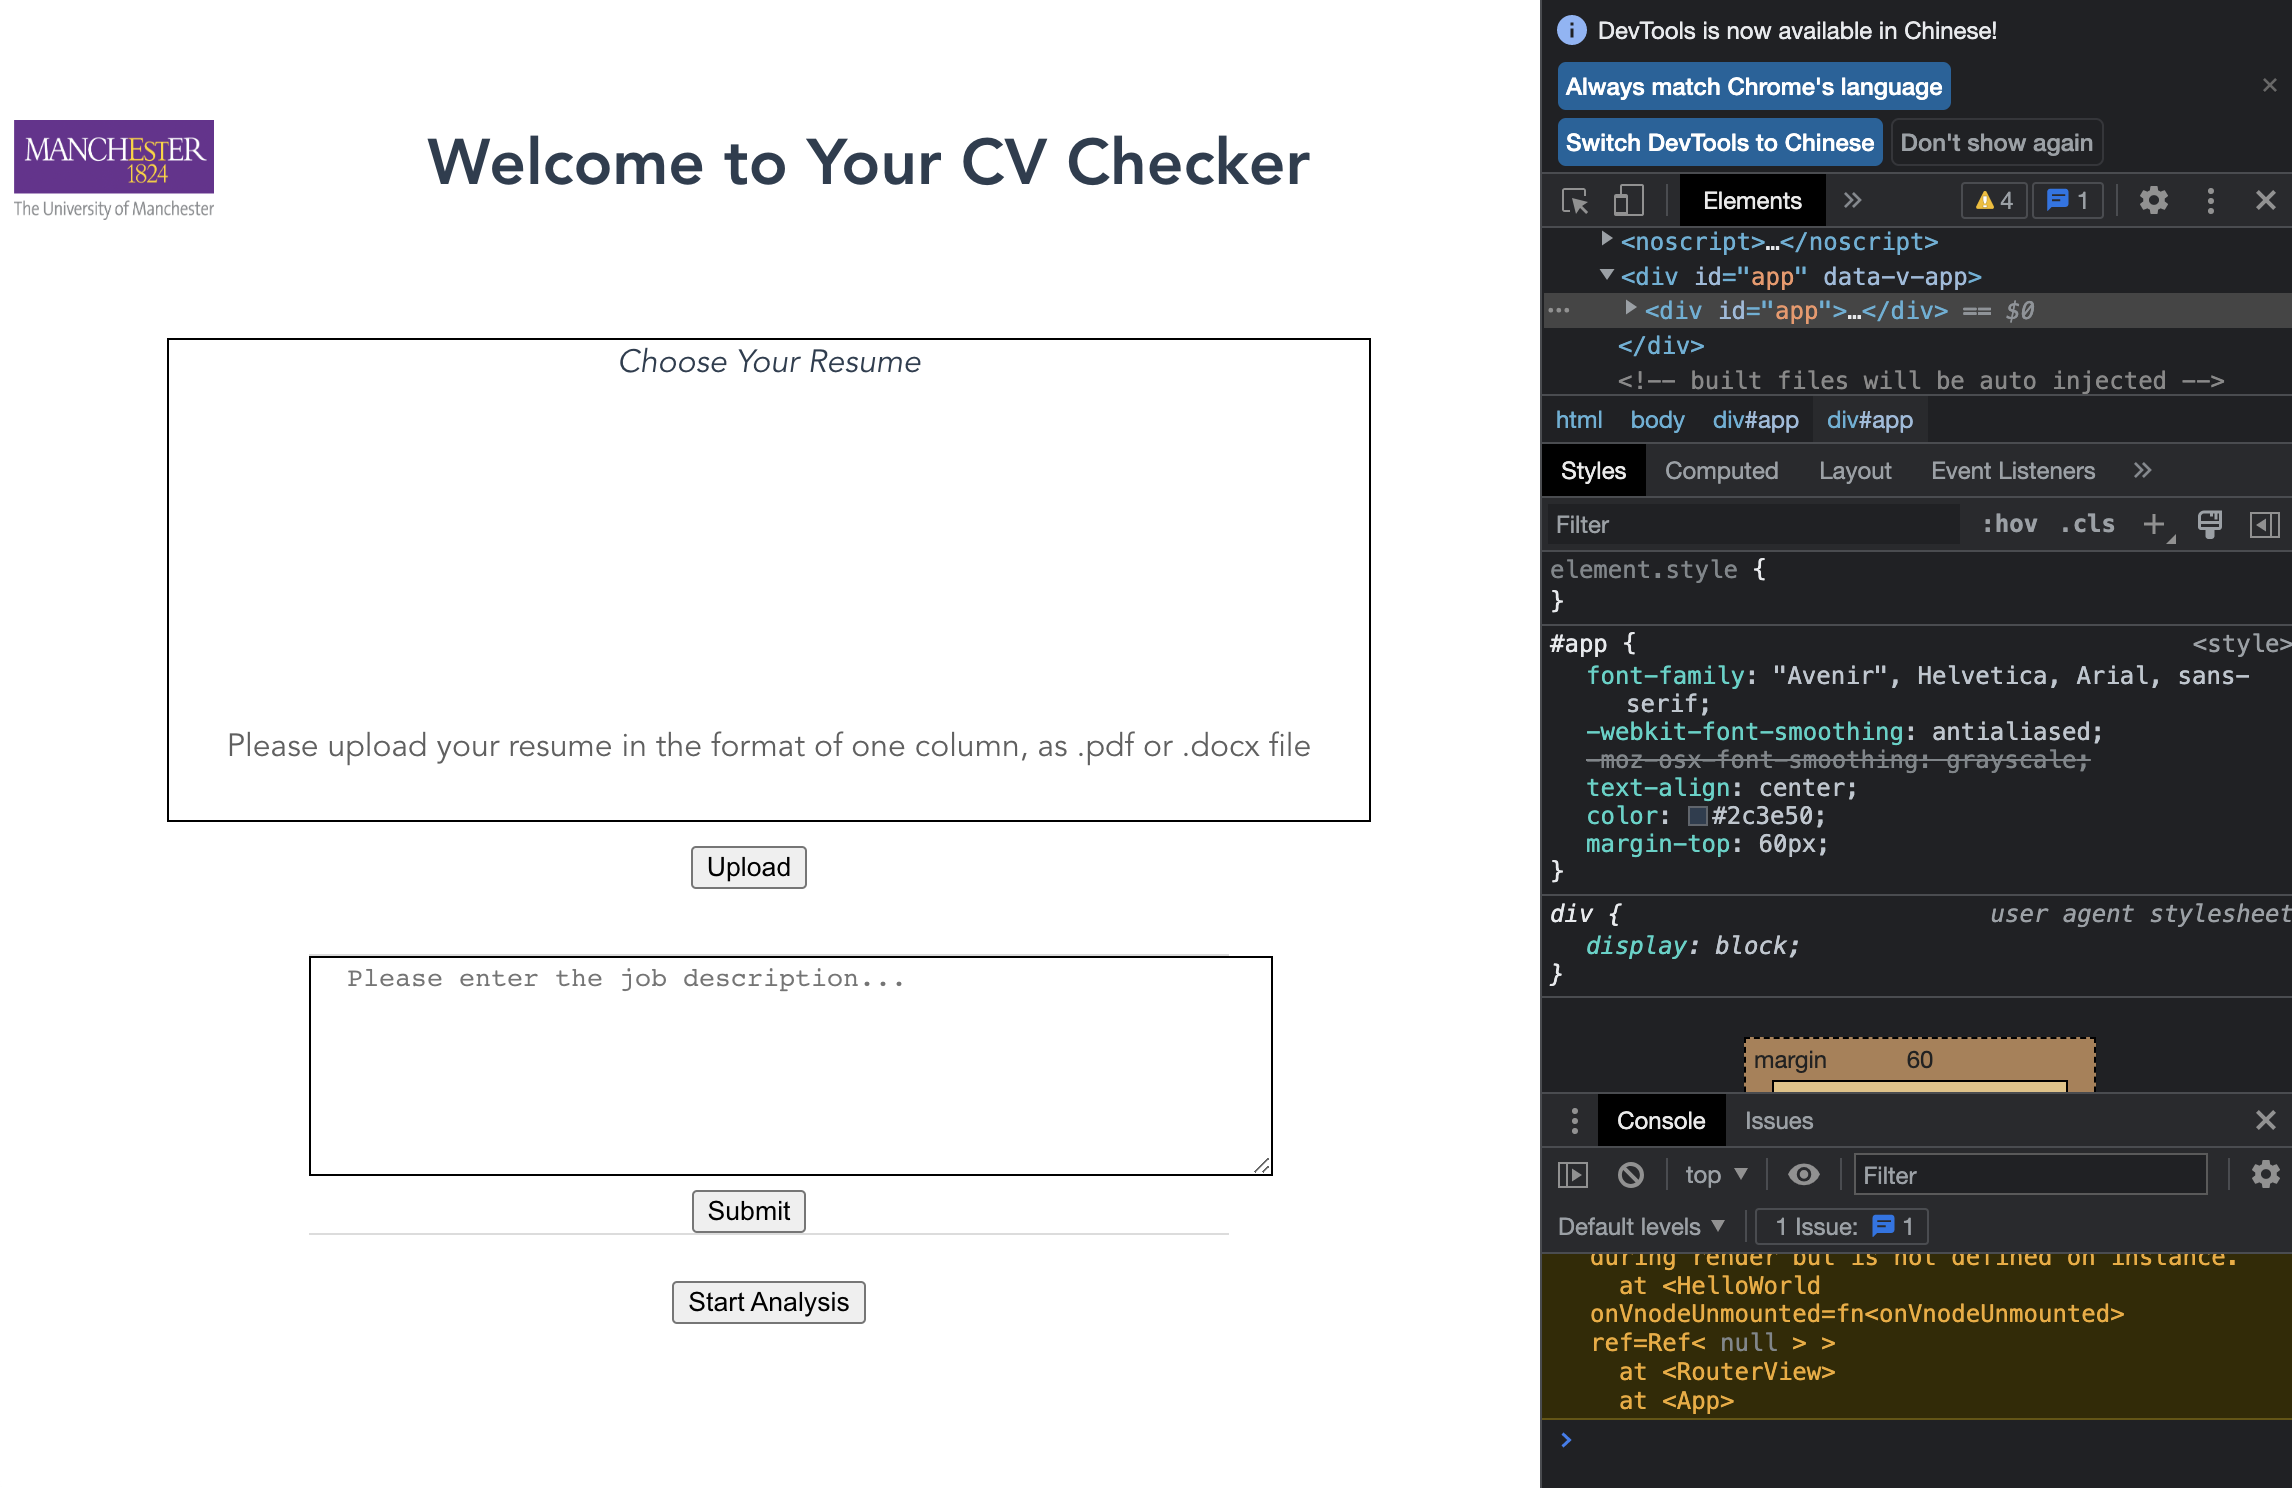 MANCHESTER
1824
The University of Manchester
Welcome to Your CV Checker
Choose Your Resume
Please upload your resume in the format of one column, as .pdf or .docx file
Upload
Please enter the job description...
Submit
Start Analysis
DevTools is now available in Chinese!
Always match Chrome's language
Switch DevTools to Chinese Don't show again
Elements 4 1
<noscript>…</noscript>
<div id="app" data-v-app>
<div id="app">…</div> == $0
</div>
<!-- built files will be auto injected -->
html body div#app div#app
Styles Computed Layout Event Listeners
Filter :hov .cls
element.style {
}
#app { <style>
font-family: "Avenir", Helvetica, Arial, sans-
serif;
-webkit-font-smoothing: antialiased;
-moz-osx-font-smoothing: grayscale;
text-align: center;
color: #2c3e50;
margin-top: 60px;
}
div { user agent stylesheet
display: block;
}
margin 60
Console Issues
top Filter
Default levels 1 Issue: 1
during render but is not defined on instance.
at <HelloWorld
onVnodeUnmounted=fn<onVnodeUnmounted>
ref=Ref< null > >
at <RouterView>
at <App>